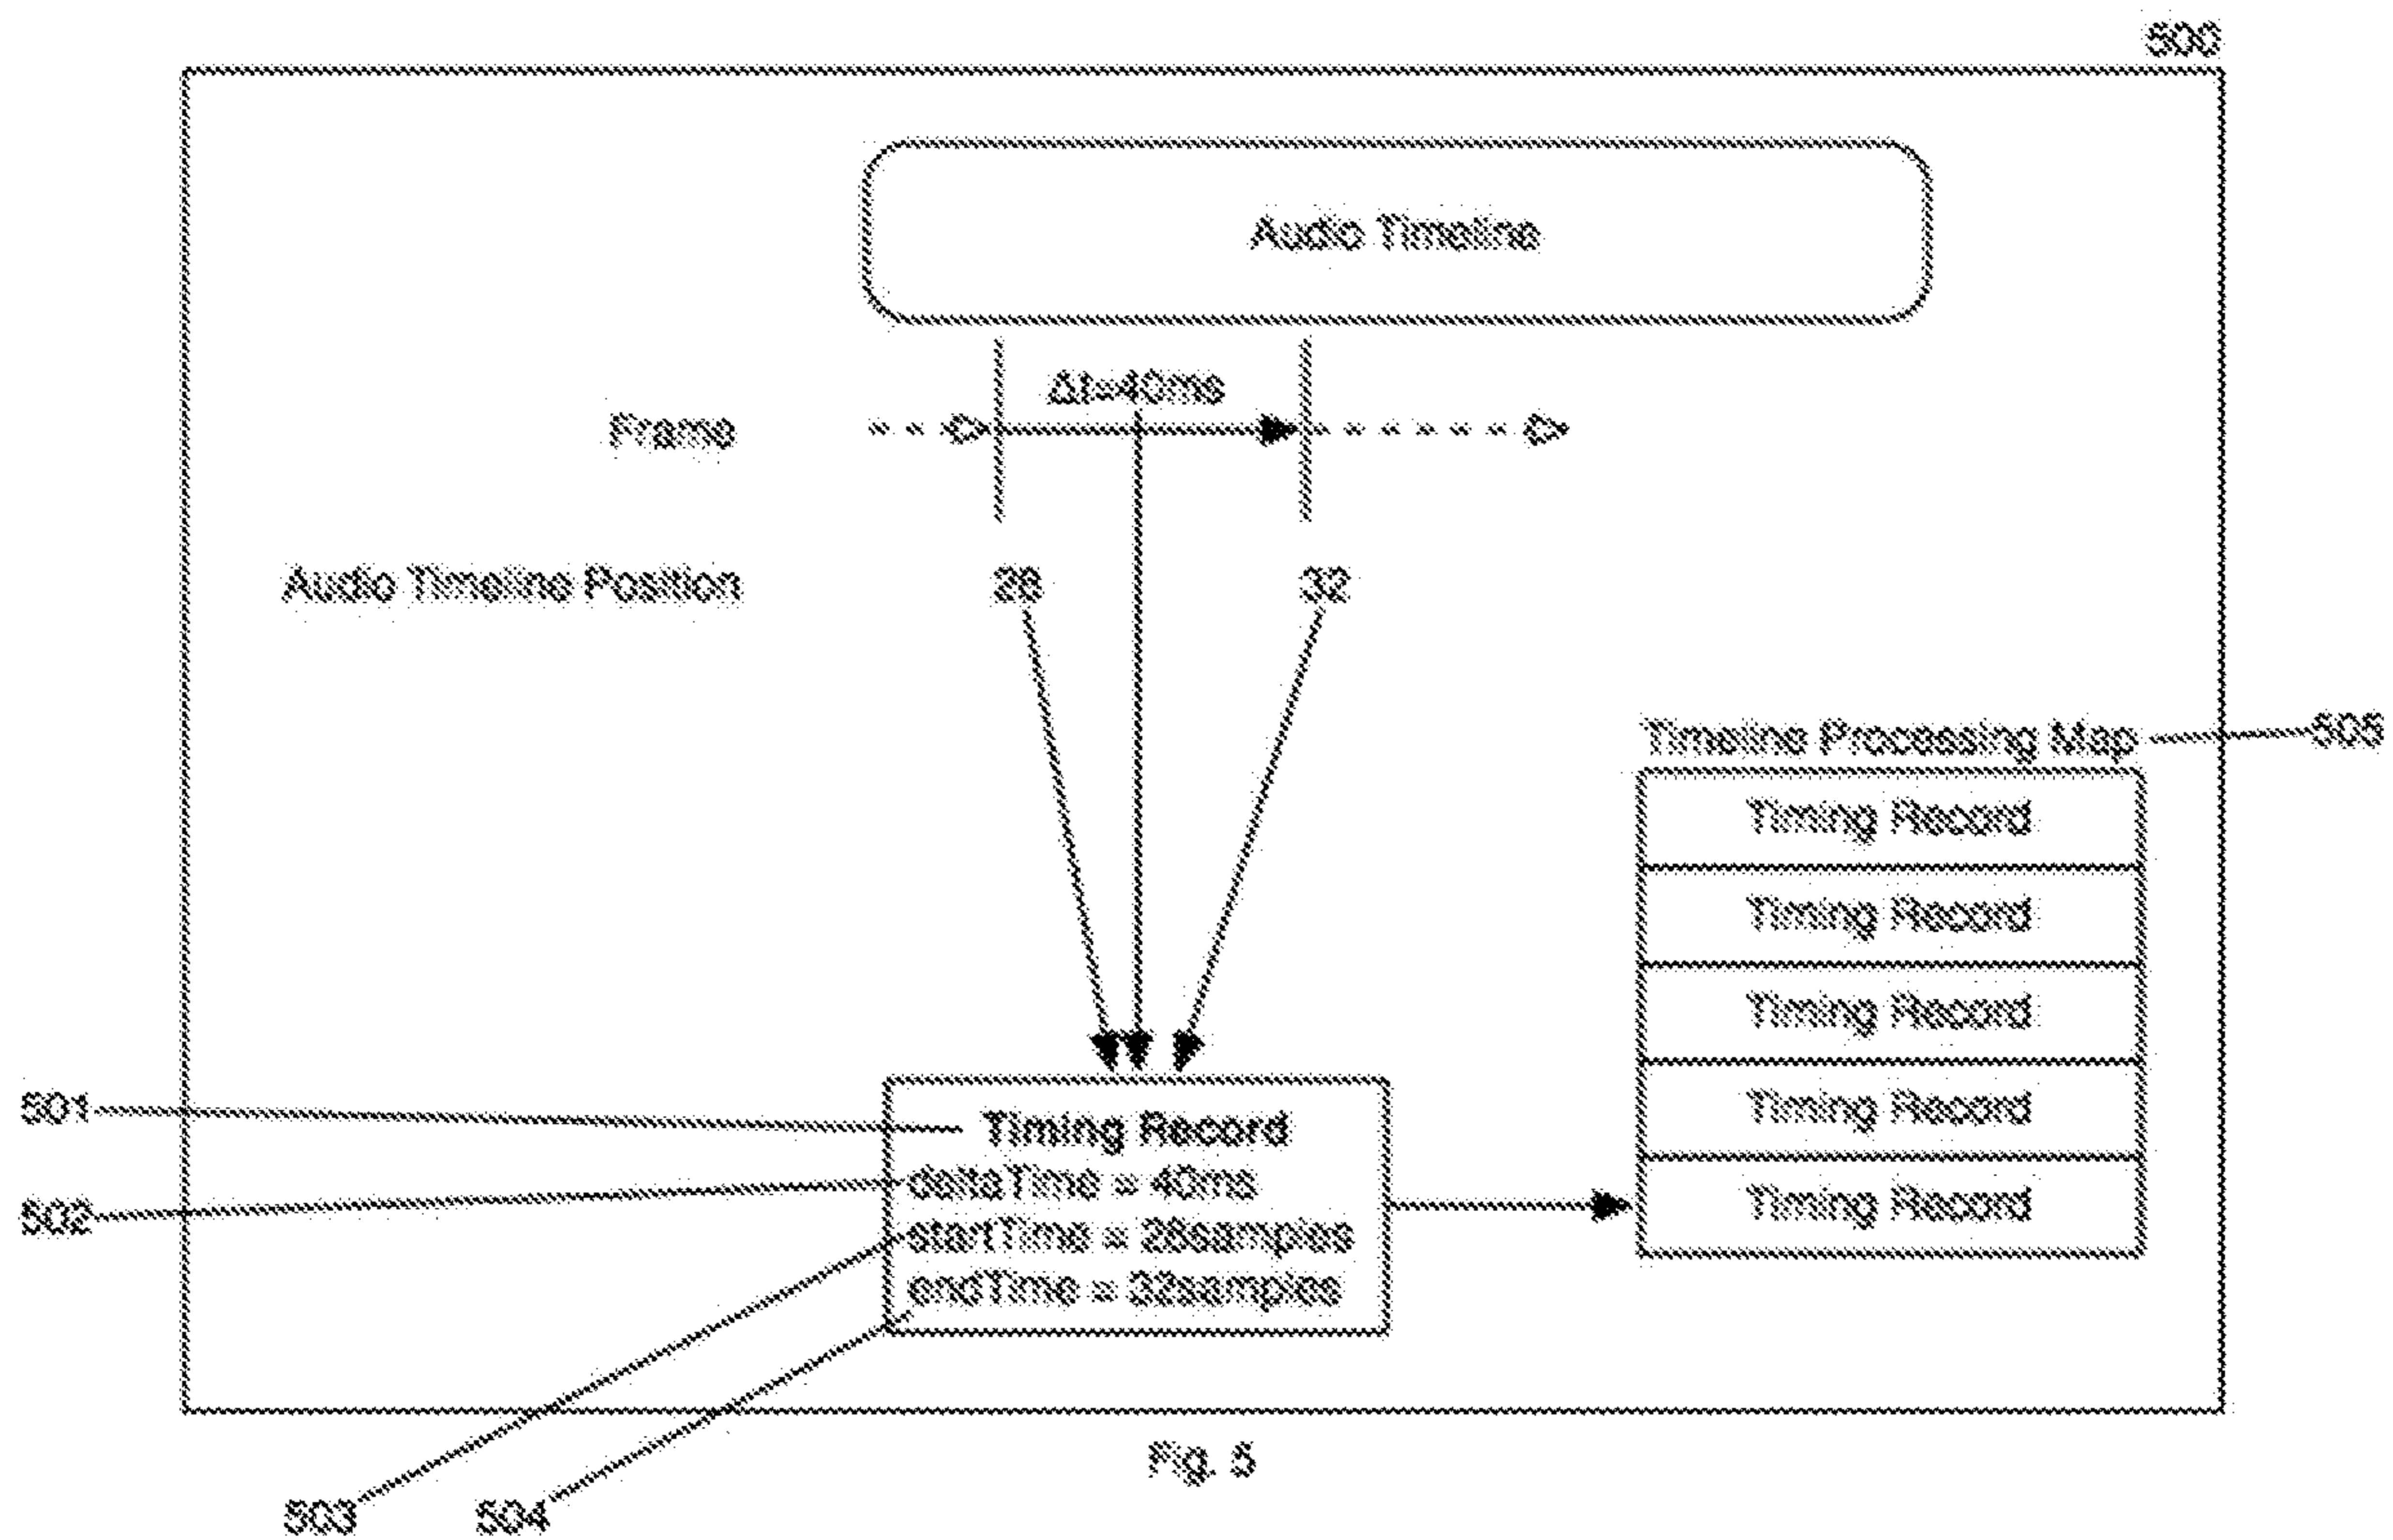 500
Audio Timeline
Δt=40ms
Frame
Audio Timeline Position
28
32
Timeline Processing Map
505
Timing Record
Timing Record
Timing Record
Timing Record
Timing Record
501
Timing Record
502
deltaTime = 40ms
startTime = 28samples
endTime = 32samples
503
504
Fig. 5